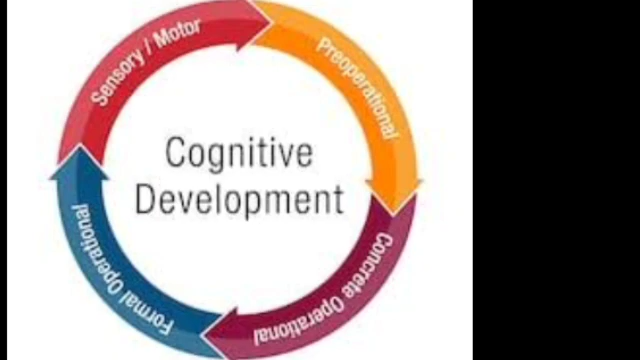 Sensory / Motor
Preoperational
Cognitive
Development
Concrete Operational
Formal Operational